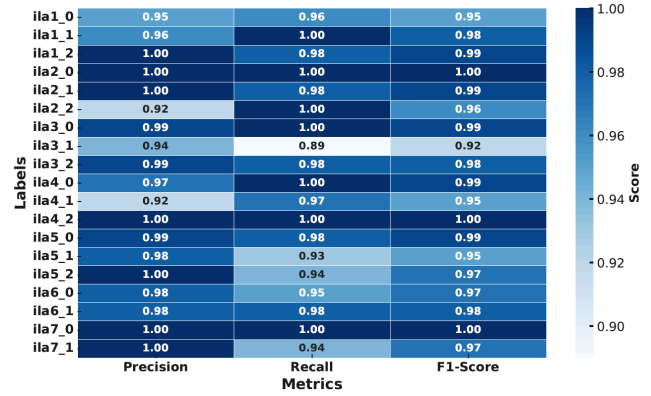 ila1_0 0.95 0.96 0.95
ila1_1 0.96 1.00 0.98
ila1_2 1.00 0.98 0.99
ila2_0 1.00 1.00 1.00
ila2_1 1.00 0.98 0.99
ila2_2 0.92 1.00 0.96
ila3_0 0.99 1.00 0.99
ila3_1 0.94 0.89 0.92
ila3_2 0.99 0.98 0.98
ila4_0 0.97 1.00 0.99
ila4_1 0.92 0.97 0.95
ila4_2 1.00 1.00 1.00
ila5_0 0.99 0.98 0.99
ila5_1 0.98 0.93 0.95
ila5_2 1.00 0.94 0.97
ila6_0 0.98 0.95 0.97
ila6_1 0.98 0.98 0.98
ila7_0 1.00 1.00 1.00
ila7_1 1.00 0.94 0.97
Precision Recall F1-Score
Metrics
Labels
1.00
0.98
0.96
0.94
0.92
0.90
Score